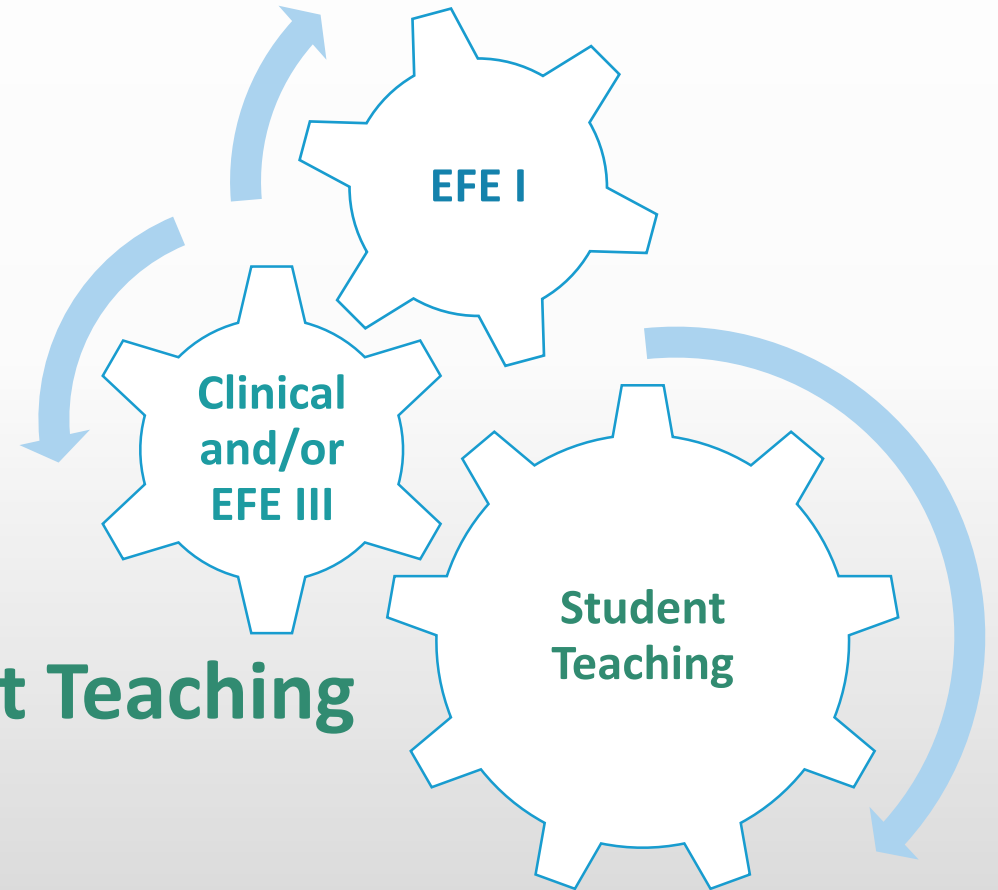 EFE I
Clinical
and/or
EFE III
Student
Teaching
t Teaching